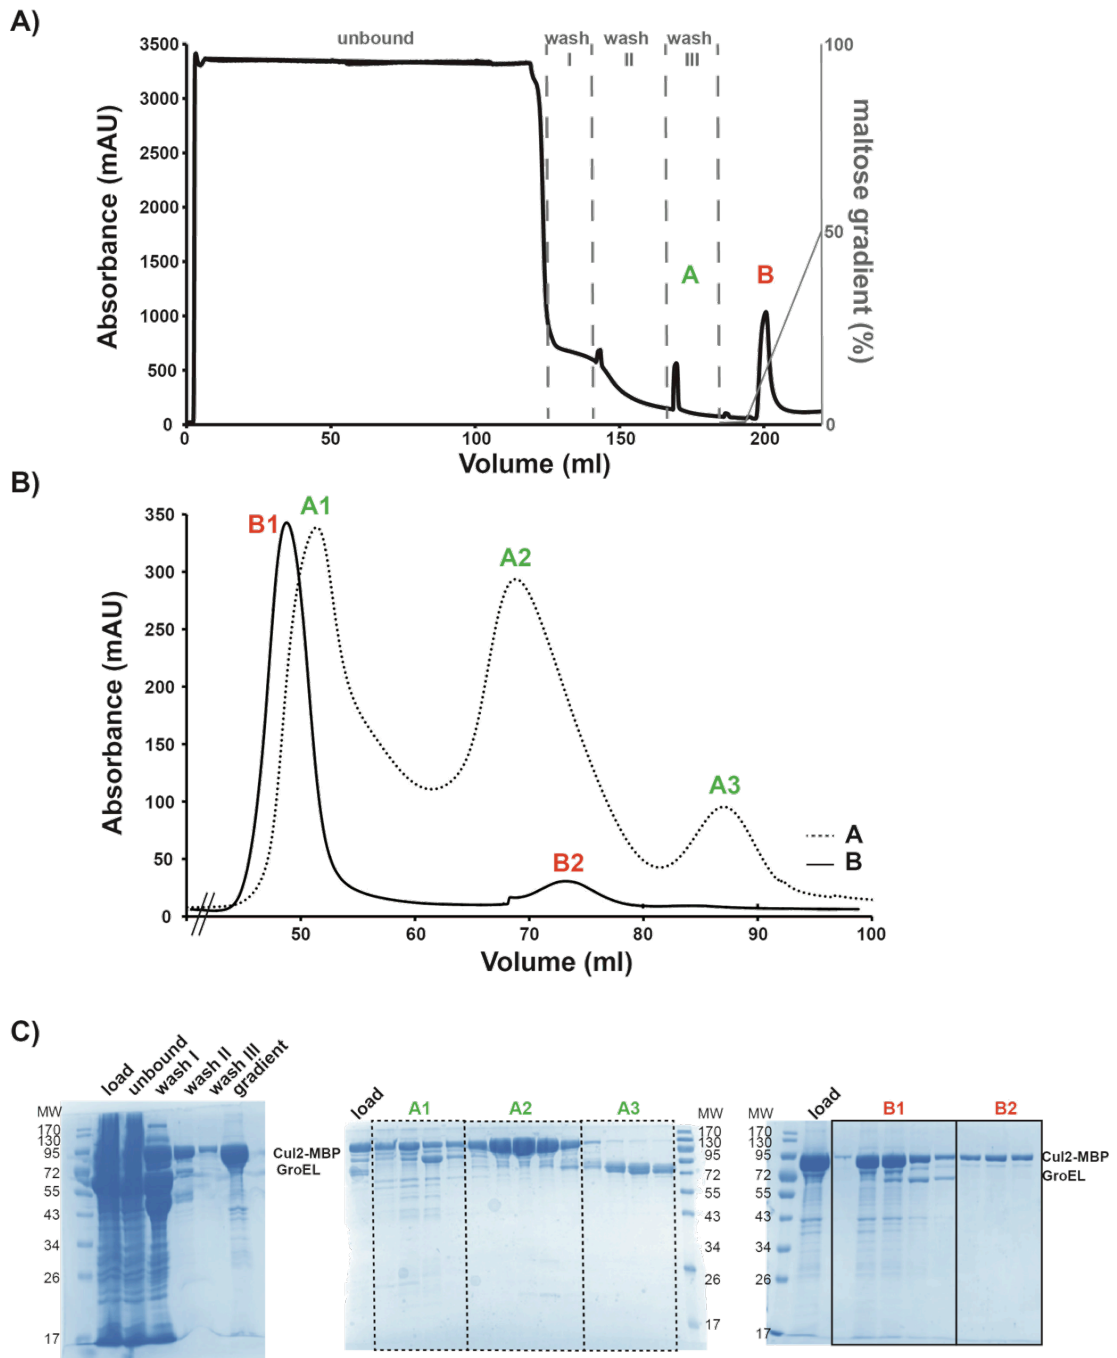 A)
unbound
wash I
wash II
wash III
3500
3000
2500
2000
1500
1000
500
0
Absorbance (mAU)
100
50
0
maltose gradient (%)
A
B
0
50
100
150
200
Volume (ml)
B)
350
300
250
200
150
100
50
0
Absorbance (mAU)
B1
A1
A2
A3
B2
A
B
50
60
70
80
90
100
Volume (ml)
C)
load
unbound
wash I
wash II
wash III
gradient
MW
170
130
95
72
55
43
34
26
17
Cul2-MBP
GroEL
load
A1
A2
A3
MW
170
130
95
72
55
43
34
26
17
MW
170
130
95
72
55
43
34
26
17
load
B1
B2
Cul2-MBP
GroEL